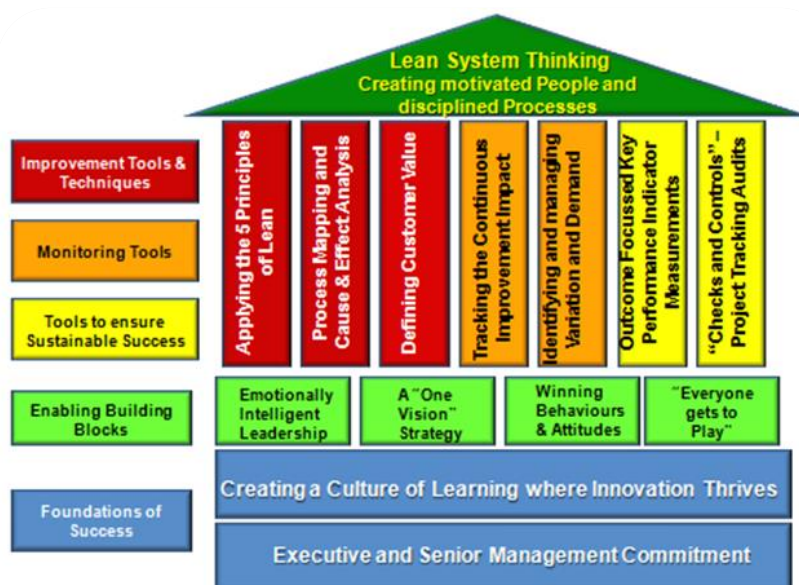 Lean System Thinking
Creating motivated People and
disciplined Processes
Improvement Tools &
Techniques
Monitoring Tools
Tools to ensure
Sustainable Success
Enabling Building
Blocks
Foundations of
Success
Applying the 5 Principles
of Lean
Process Mapping and
Cause & Effect Analysis
Defining Customer Value
Tracking the Continuous
Improvement Impact
Identifying and managing
Variation and Demand
Outcome Focussed Key
Performance Indicator
Measurements
“Checks and Controls” –
Project Tracking Audits
Emotionally
Intelligent
Leadership
A “One
Vision”
Strategy
Winning
Behaviours
& Attitudes
“Everyone
gets to
Play”
Creating a Culture of Learning where Innovation Thrives
Executive and Senior Management Commitment